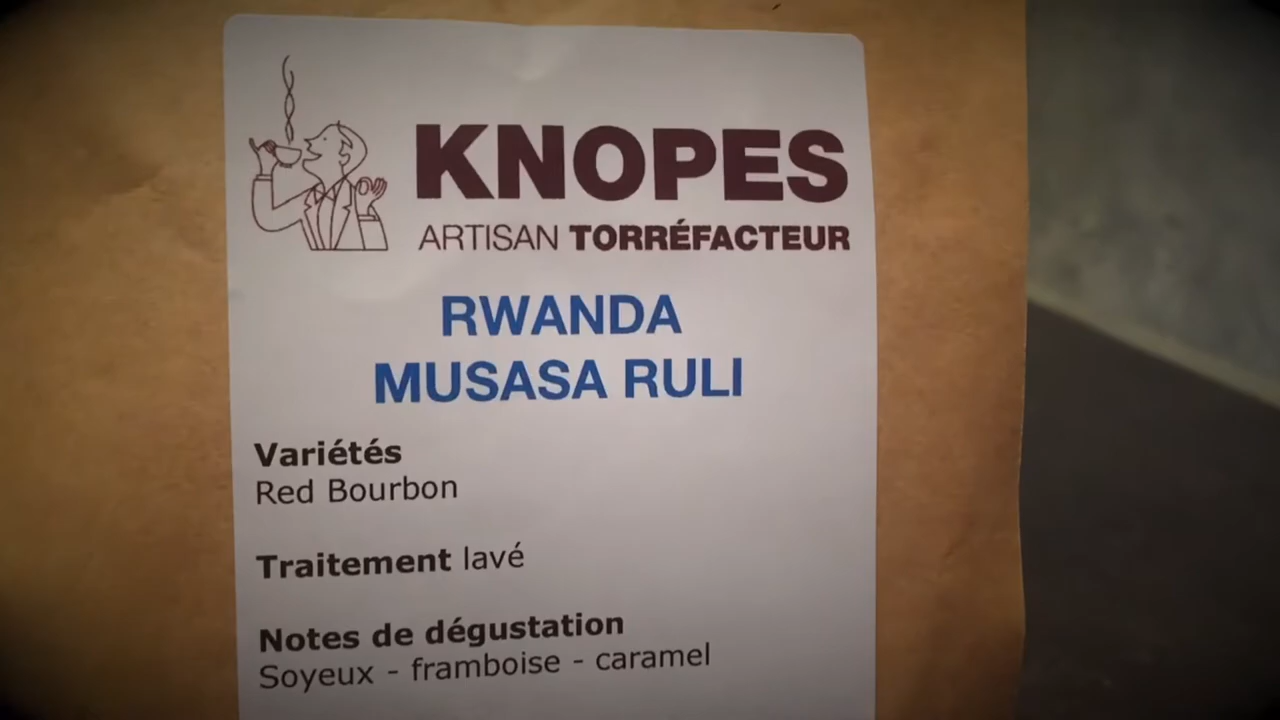 KNOPES
ARTISAN TORRÉFACTEUR
RWANDA
MUSASA RULI
Variétés
Red Bourbon
Traitement lavé
Notes de dégustation
Soyeux - framboise - caramel